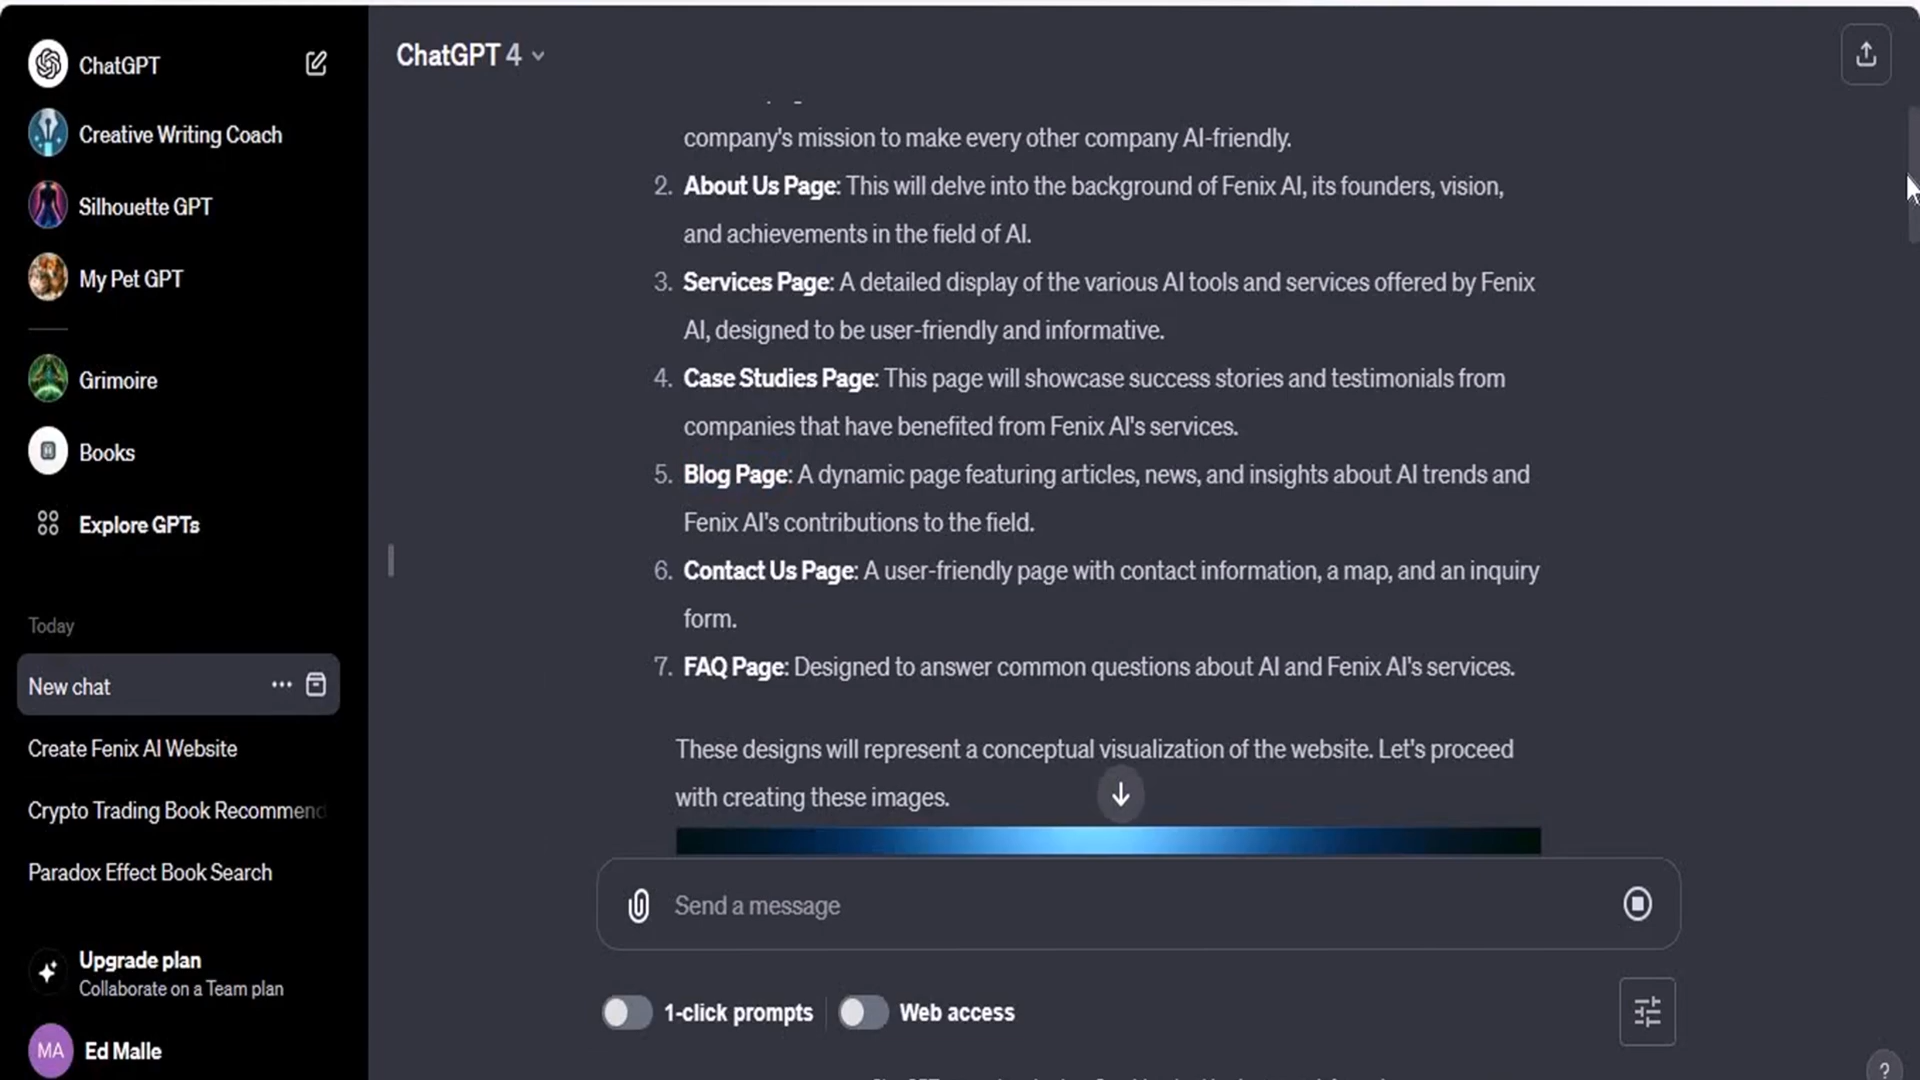 ChatGPT
Creative Writing Coach
Silhouette GPT
My Pet GPT
Grimoire
Books
Explore GPTs
Today
New chat
Create Fenix AI Website
Crypto Trading Book Recommend
Paradox Effect Book Search
Upgrade plan
Collaborate on a Team plan
MA Ed Malle
ChatGPT 4
company's mission to make every other company AI-friendly.
2. About Us Page: This will delve into the background of Fenix AI, its founders, vision,
and achievements in the field of AI.
3. Services Page: A detailed display of the various AI tools and services offered by Fenix
AI, designed to be user-friendly and informative.
4. Case Studies Page: This page will showcase success stories and testimonials from
companies that have benefited from Fenix AI's services.
5. Blog Page: A dynamic page featuring articles, news, and insights about AI trends and
Fenix AI's contributions to the field.
6. Contact Us Page: A user-friendly page with contact information, a map, and an inquiry
form.
7. FAQ Page: Designed to answer common questions about AI and Fenix AI's services.
These designs will represent a conceptual visualization of the website. Let's proceed
with creating these images.
Send a message
1-click prompts
Web access
?